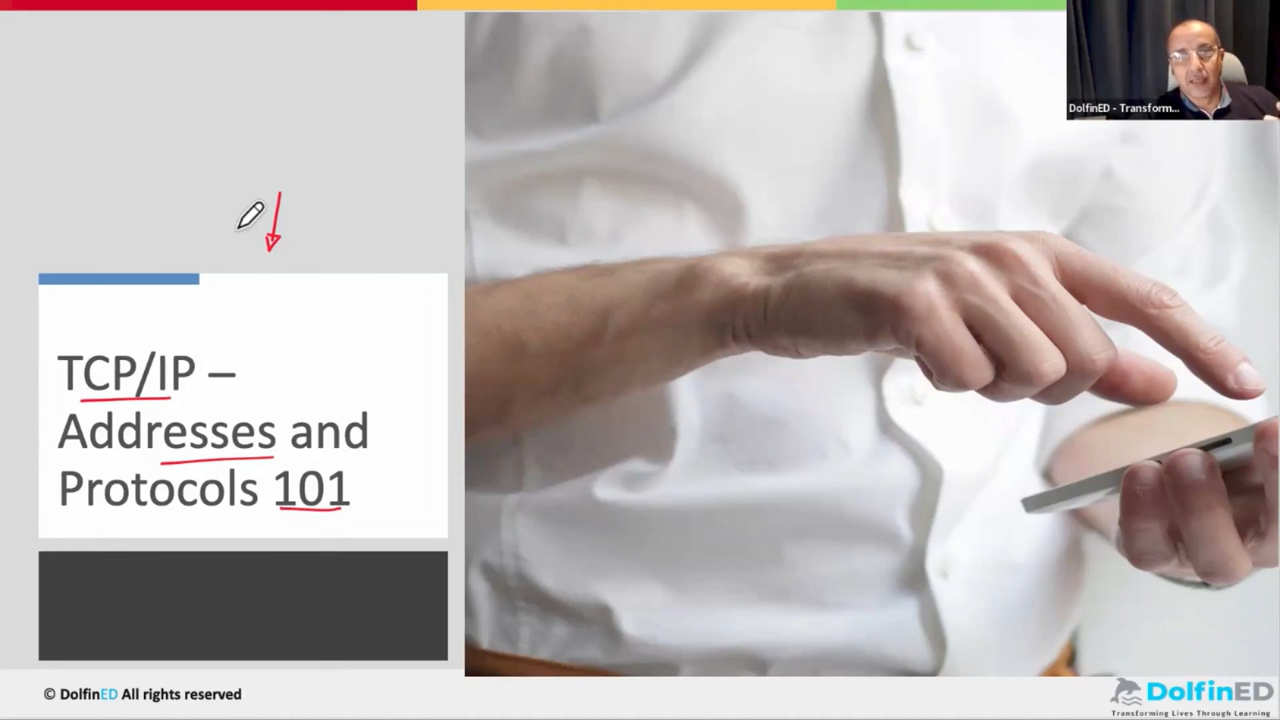 DolfinED - Transform...
TCP/IP –
Addresses and
Protocols 101
© DolfinED All rights reserved
DolfinED
Transforming Lives Through Learning